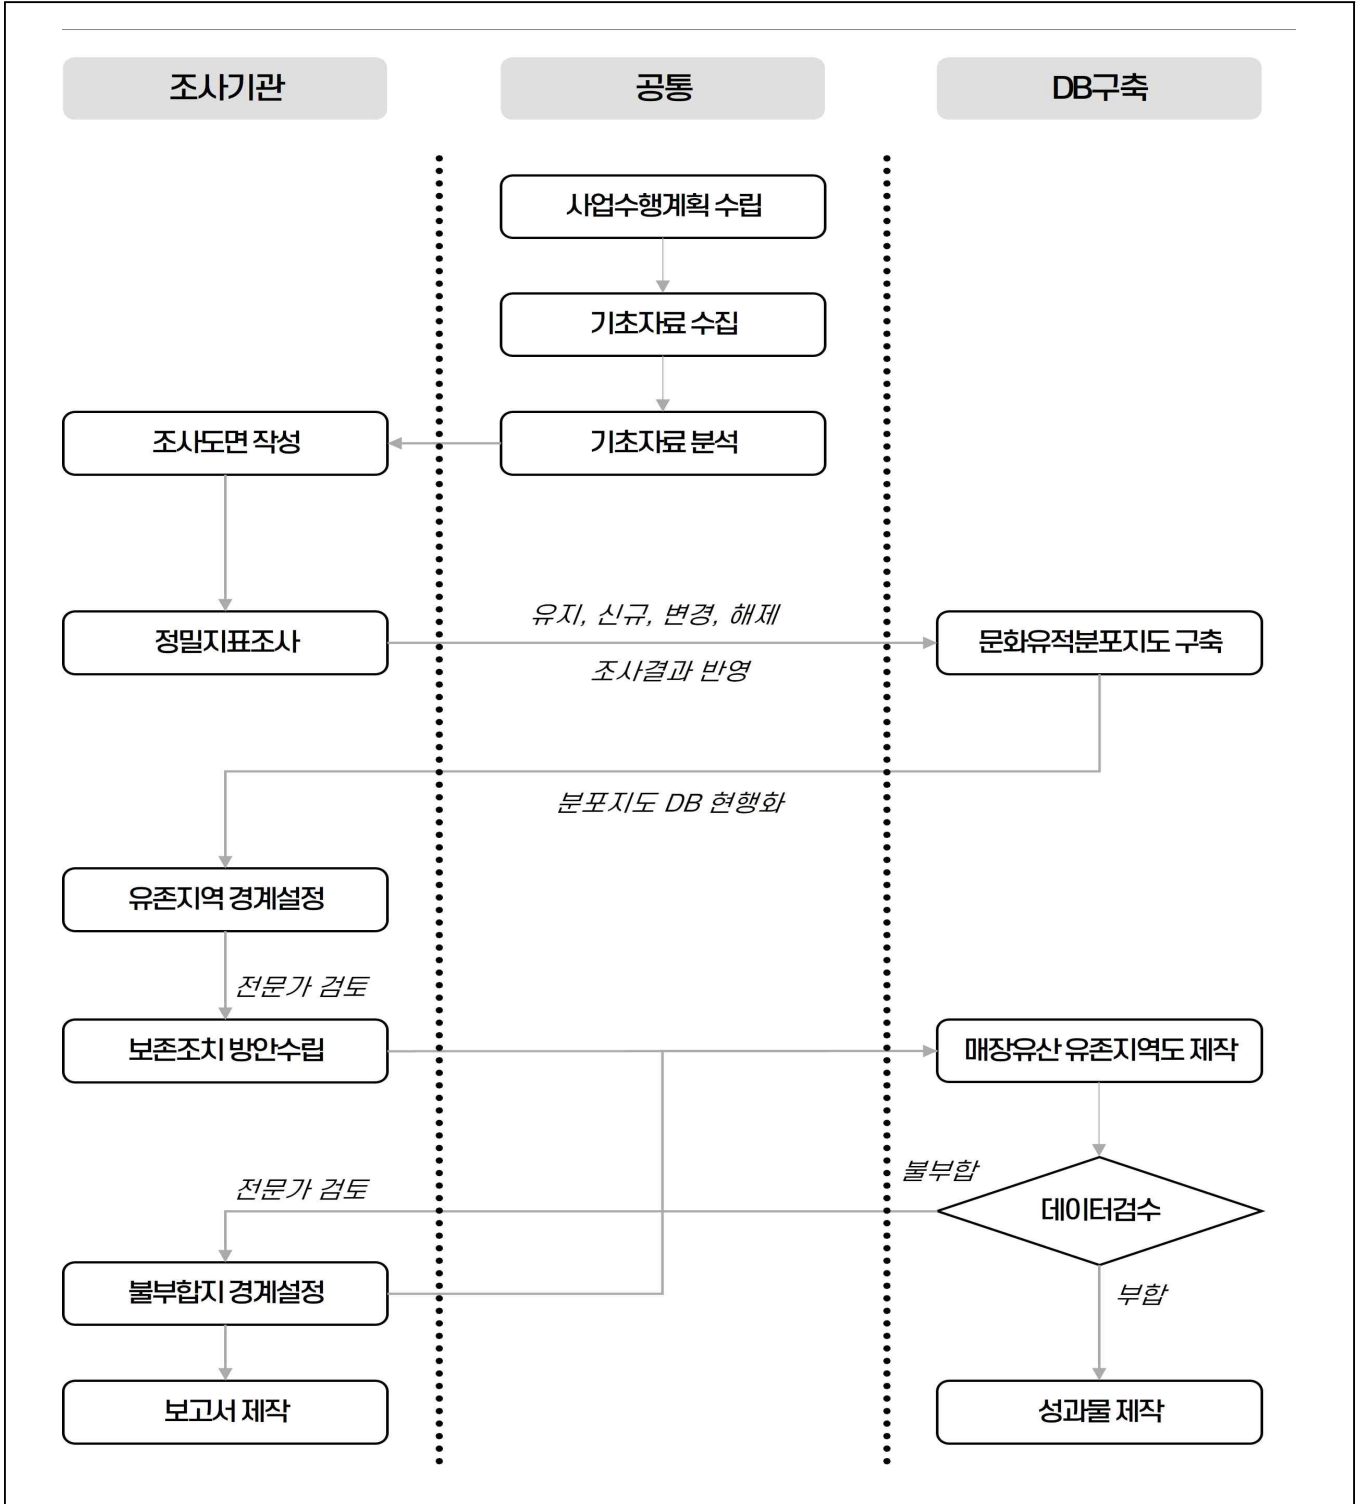 조사기관
공통
DB구축
사업수행계획 수립
기초자료 수집
조사도면 작성
기초자료 분석
유지, 신규, 변경, 해제
정밀지표조사
문화유적분포지도 구축
조사결과 반영
분포지도 DB 현행화
유존지역 경계설정
전문가 검토
보존조치 방안수립
매장유산 유존지역도 제작
불부합
전문가 검토
데이터검수
불부합지 경계설정
부합
보고서 제작
성과물 제작